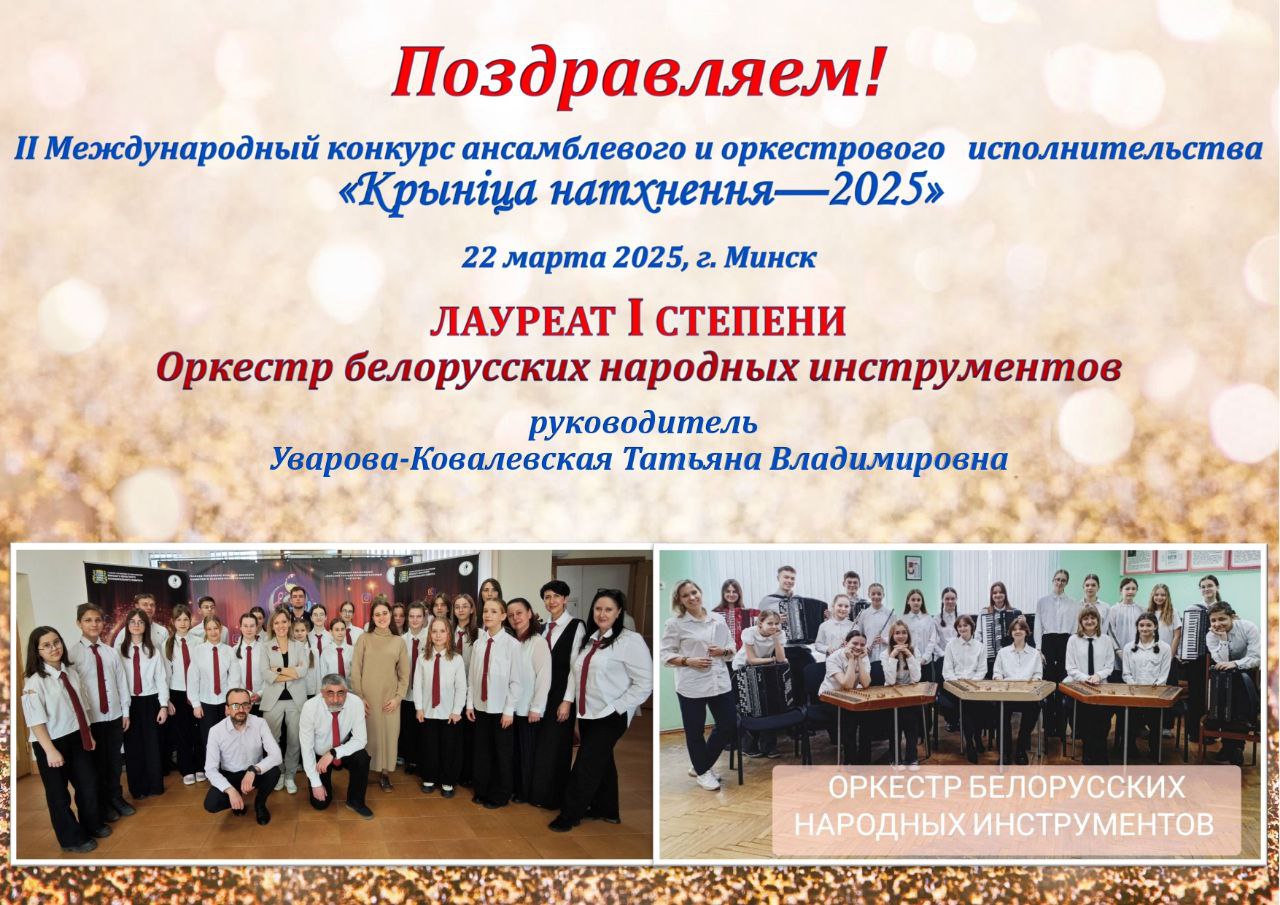 Поздравляем!
II Международный конкурс ансамблевого и оркестрового исполнительства
«Крыніца натхнення—2025»
22 марта 2025, г. Минск
ЛАУРЕАТ I СТЕПЕНИ
Оркестр белорусских народных инструментов
руководитель
Уварова-Ковалевская Татьяна Владимировна
ОРКЕСТР БЕЛОРУССКИХ
НАРОДНЫХ ИНСТРУМЕНТОВ